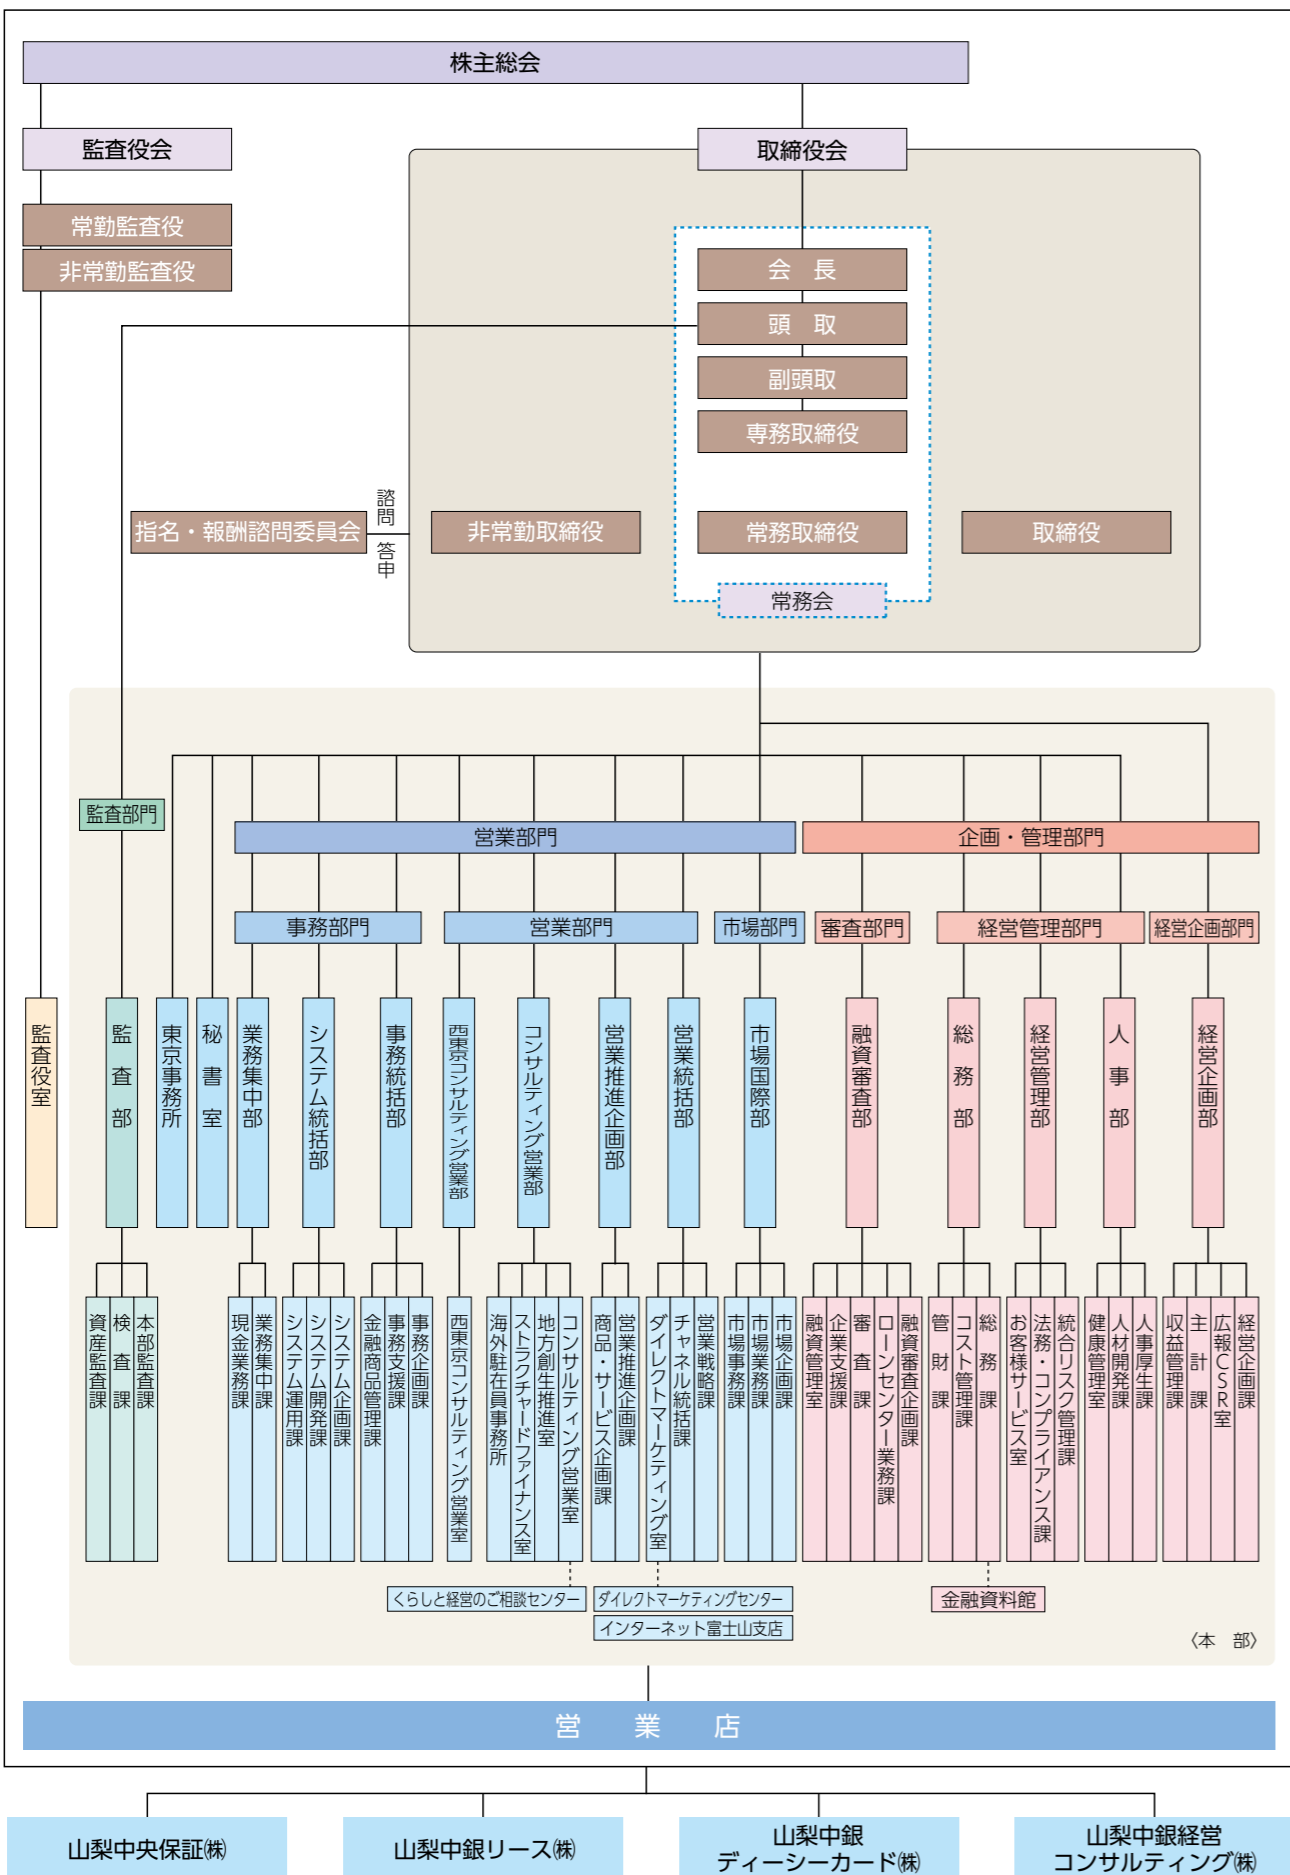 株主総会
監査役会
取締役会
常勤監査役
非常勤監査役
会　長
頭　取
副頭取
専務取締役
諮問
答申
指名・報酬諮問委員会
非常勤取締役
常務取締役
取締役
常務会
監査部門
営業部門
企画・管理部門
事務部門
営業部門
市場部門
審査部門
経営管理部門
経営企画部門
監査役室
監査部
東京事務所
秘書室
業務集中部
システム統括部
事務統括部
西東京コンサルティング営業部
コンサルティング営業部
営業推進企画部
営業統括部
市場国際部
融資審査部
総務部
経営管理部
人事部
経営企画部
資産監査課
検査課
本部監査課
現金業務課
業務集中課
システム運用課
システム開発課
システム企画課
金融商品管理課
事務支援課
事務企画課
西東京コンサルティング営業室
海外駐在員事務所
ストラクチャードファイナンス室
地方創生推進室
コンサルティング営業室
商品・サービス企画課
営業推進企画課
ダイレクトマーケティング室
チャネル統括課
営業戦略課
市場事務課
市場業務課
市場企画課
融資管理室
企業支援課
審査課
ローンセンター業務課
融資審査企画課
管財課
コスト管理課
総務課
お客様サービス室
法務・コンプライアンス課
統合リスク管理課
健康管理室
人材開発課
人事厚生課
収益管理課
主計課
広報CSR室
経営企画課
くらしと経営のご相談センター
ダイレクトマーケティングセンター
インターネット富士山支店
金融資料館
〈本　部〉
営　業　店
山梨中央保証㈱
山梨中銀リース㈱
山梨中銀
ディーシーカード㈱
山梨中銀経営
コンサルティング㈱